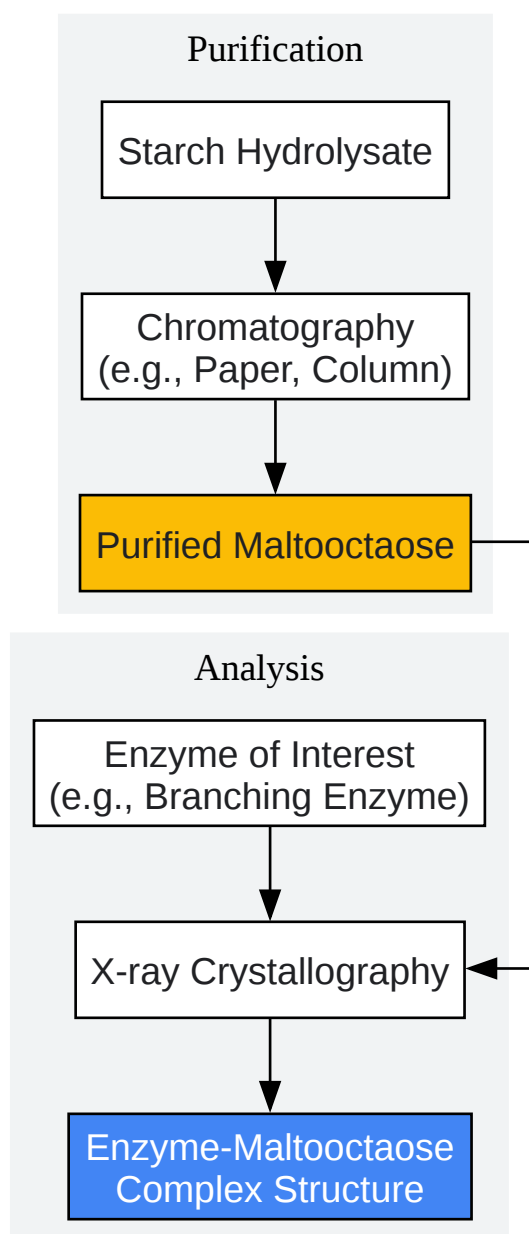 Purification
Starch Hydrolysate
Chromatography
(e.g., Paper, Column)
Purified Maltooctaose
Analysis
Enzyme of Interest
(e.g., Branching Enzyme)
X-ray Crystallography
Enzyme-Maltooctaose
Complex Structure